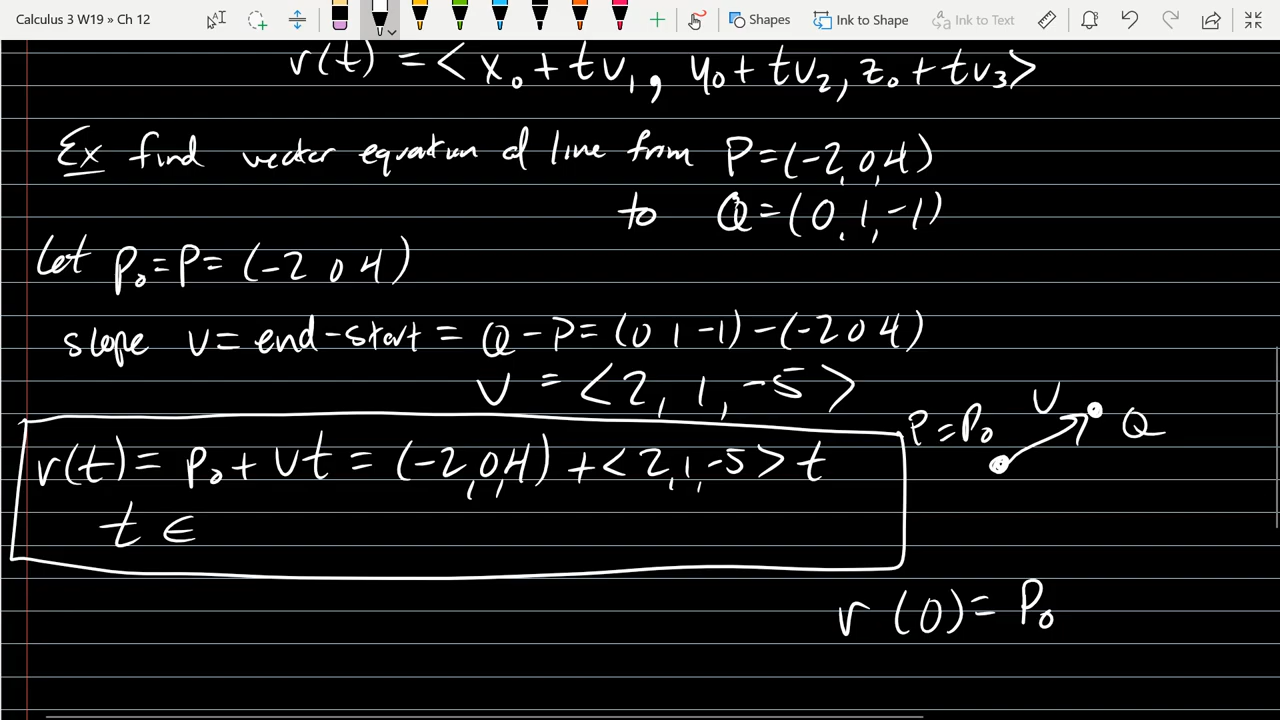 Calculus 3 W19 » Ch 12
Shapes
Ink to Shape
Ink to Text
r(t) = < x₀ + tv₁, y₀ + tv₂, z₀ + tv₃ >
Ex find vector equation of line from P = (-2, 0, 4)
to Q = (0, 1, -1)
Let P₀ = P = (-2 0 4)
slope v = end - start = Q - P = (0 1 -1) - (-2 0 4)
v = < 2, 1, -5 >
r(t) = P₀ + vt = (-2, 0, 4) + < 2, 1, -5 > t
t ∈
P = P₀
v
Q
r(0) = P₀